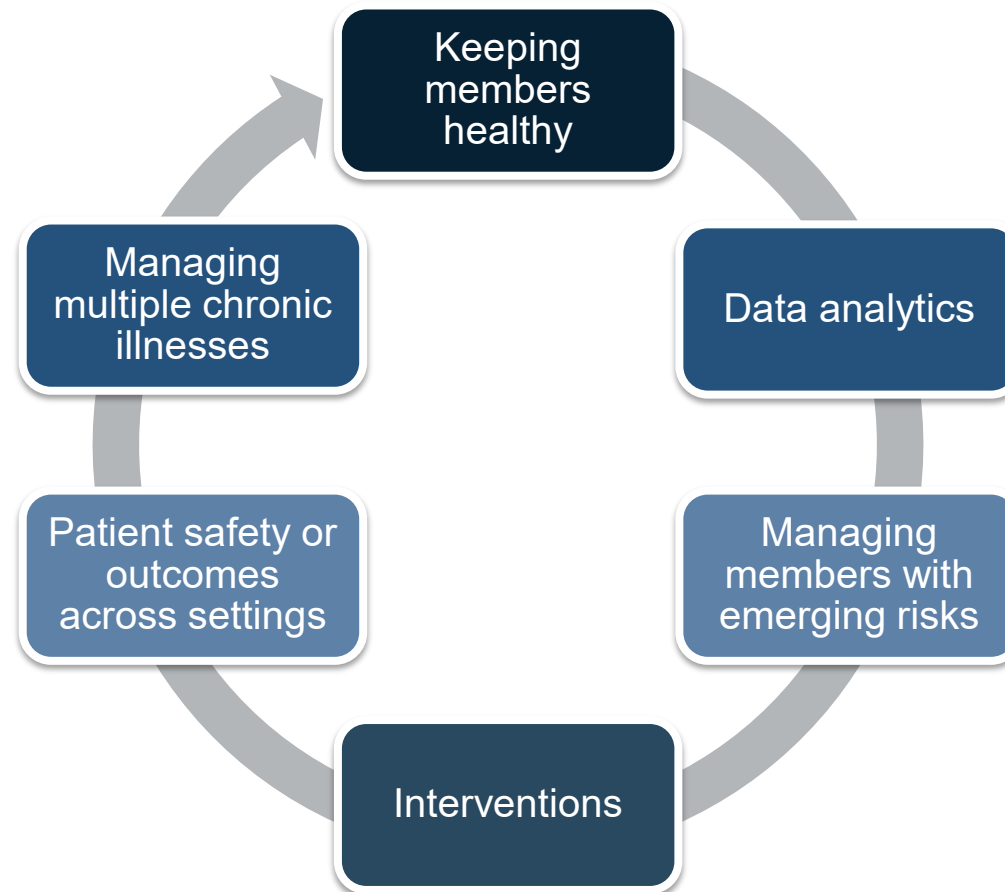 Keeping
members
healthy
Data analytics
Managing
members with
emerging risks
Interventions
Patient safety or
outcomes
across settings
Managing
multiple chronic
illnesses